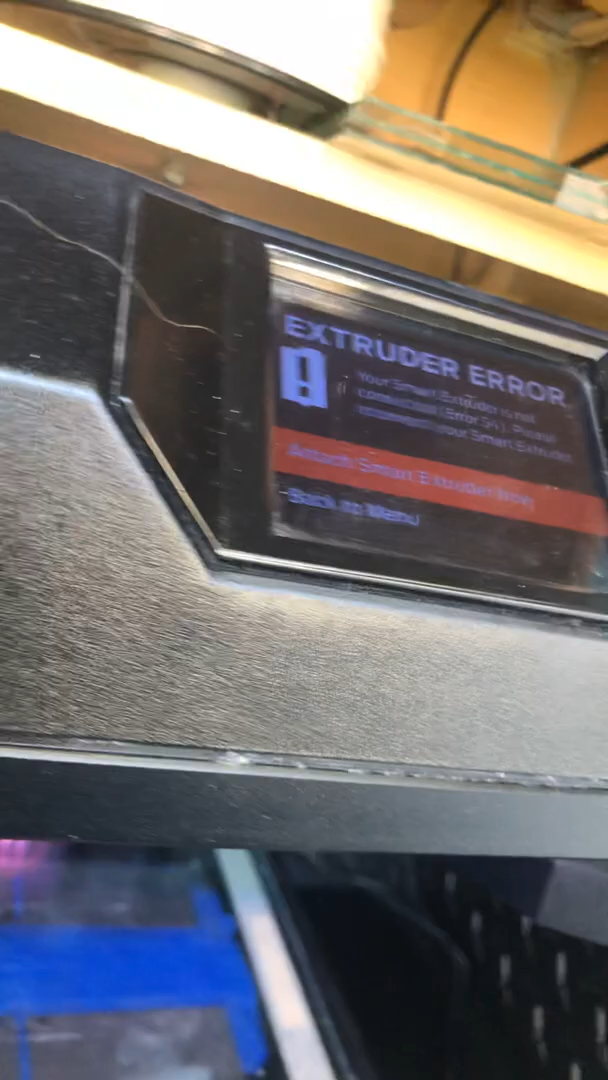 EXTRUDER ERROR
Your Smart Extruder is not
connected (Error 54). Please
your Smart Extruder.
Attach Smart Extruder Now
Back to Menu